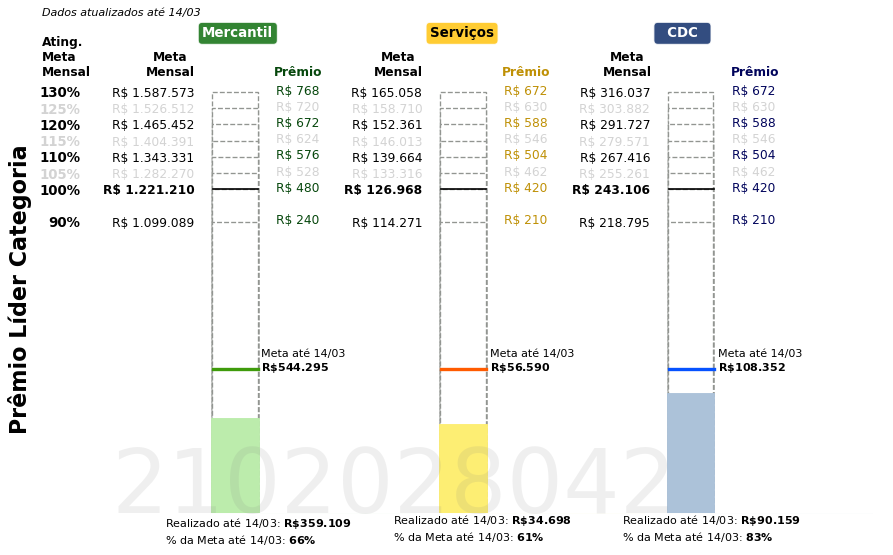 Dados atualizados até 14/03
Mercantil
Serviços
CDC
Ating.
Meta
Mensal
Meta
Mensal
Prêmio
Meta
Mensal
Prêmio
Meta
Mensal
Prêmio
130% R$ 1.587.573 R$ 768 R$ 165.058 R$ 672 R$ 316.037 R$ 672
125% R$ 1.526.512 R$ 720 R$ 158.710 R$ 630 R$ 303.882 R$ 630
120% R$ 1.465.452 R$ 672 R$ 152.361 R$ 588 R$ 291.727 R$ 588
115% R$ 1.404.391 R$ 624 R$ 146.013 R$ 546 R$ 279.571 R$ 546
110% R$ 1.343.331 R$ 576 R$ 139.664 R$ 504 R$ 267.416 R$ 504
105% R$ 1.282.270 R$ 528 R$ 133.316 R$ 462 R$ 255.261 R$ 462
100% R$ 1.221.210 R$ 480 R$ 126.968 R$ 420 R$ 243.106 R$ 420
90% R$ 1.099.089 R$ 240 R$ 114.271 R$ 210 R$ 218.795 R$ 210
Prêmio Líder Categoria
Meta até 14/03
R$544.295
Meta até 14/03
R$56.590
Meta até 14/03
R$108.352
2102028042
Realizado até 14/03: R$359.109
% da Meta até 14/03: 66%
Realizado até 14/03: R$34.698
% da Meta até 14/03: 61%
Realizado até 14/03: R$90.159
% da Meta até 14/03: 83%